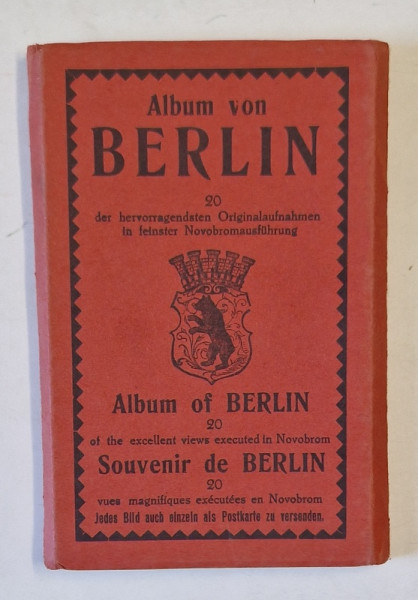 Album von
BERLIN
20
der hervorragendsten Originalaufnahmen
in feinster Novobromausführung
Album of BERLIN
20
of the excellent views executed in Novobrom
Souvenir de BERLIN
20
vues magnifiques exécutées en Novobrom
Jedes Bild auch einzeln als Postkarte zu versenden.